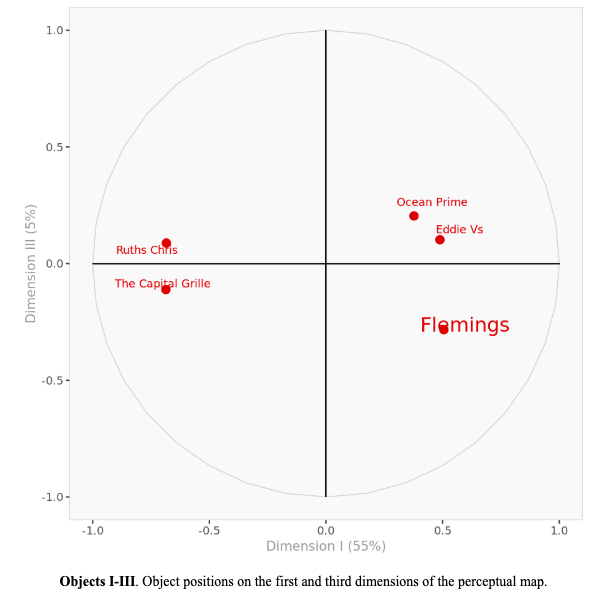 1.0
0.5
0.0
-0.5
-1.0
Dimension III (5%)
Ocean Prime
Eddie Vs
Ruths Chris
The Capital Grille
Flemings
-1.0 -0.5 0.0 0.5 1.0
Dimension I (55%)
Objects I-III. Object positions on the first and third dimensions of the perceptual map.